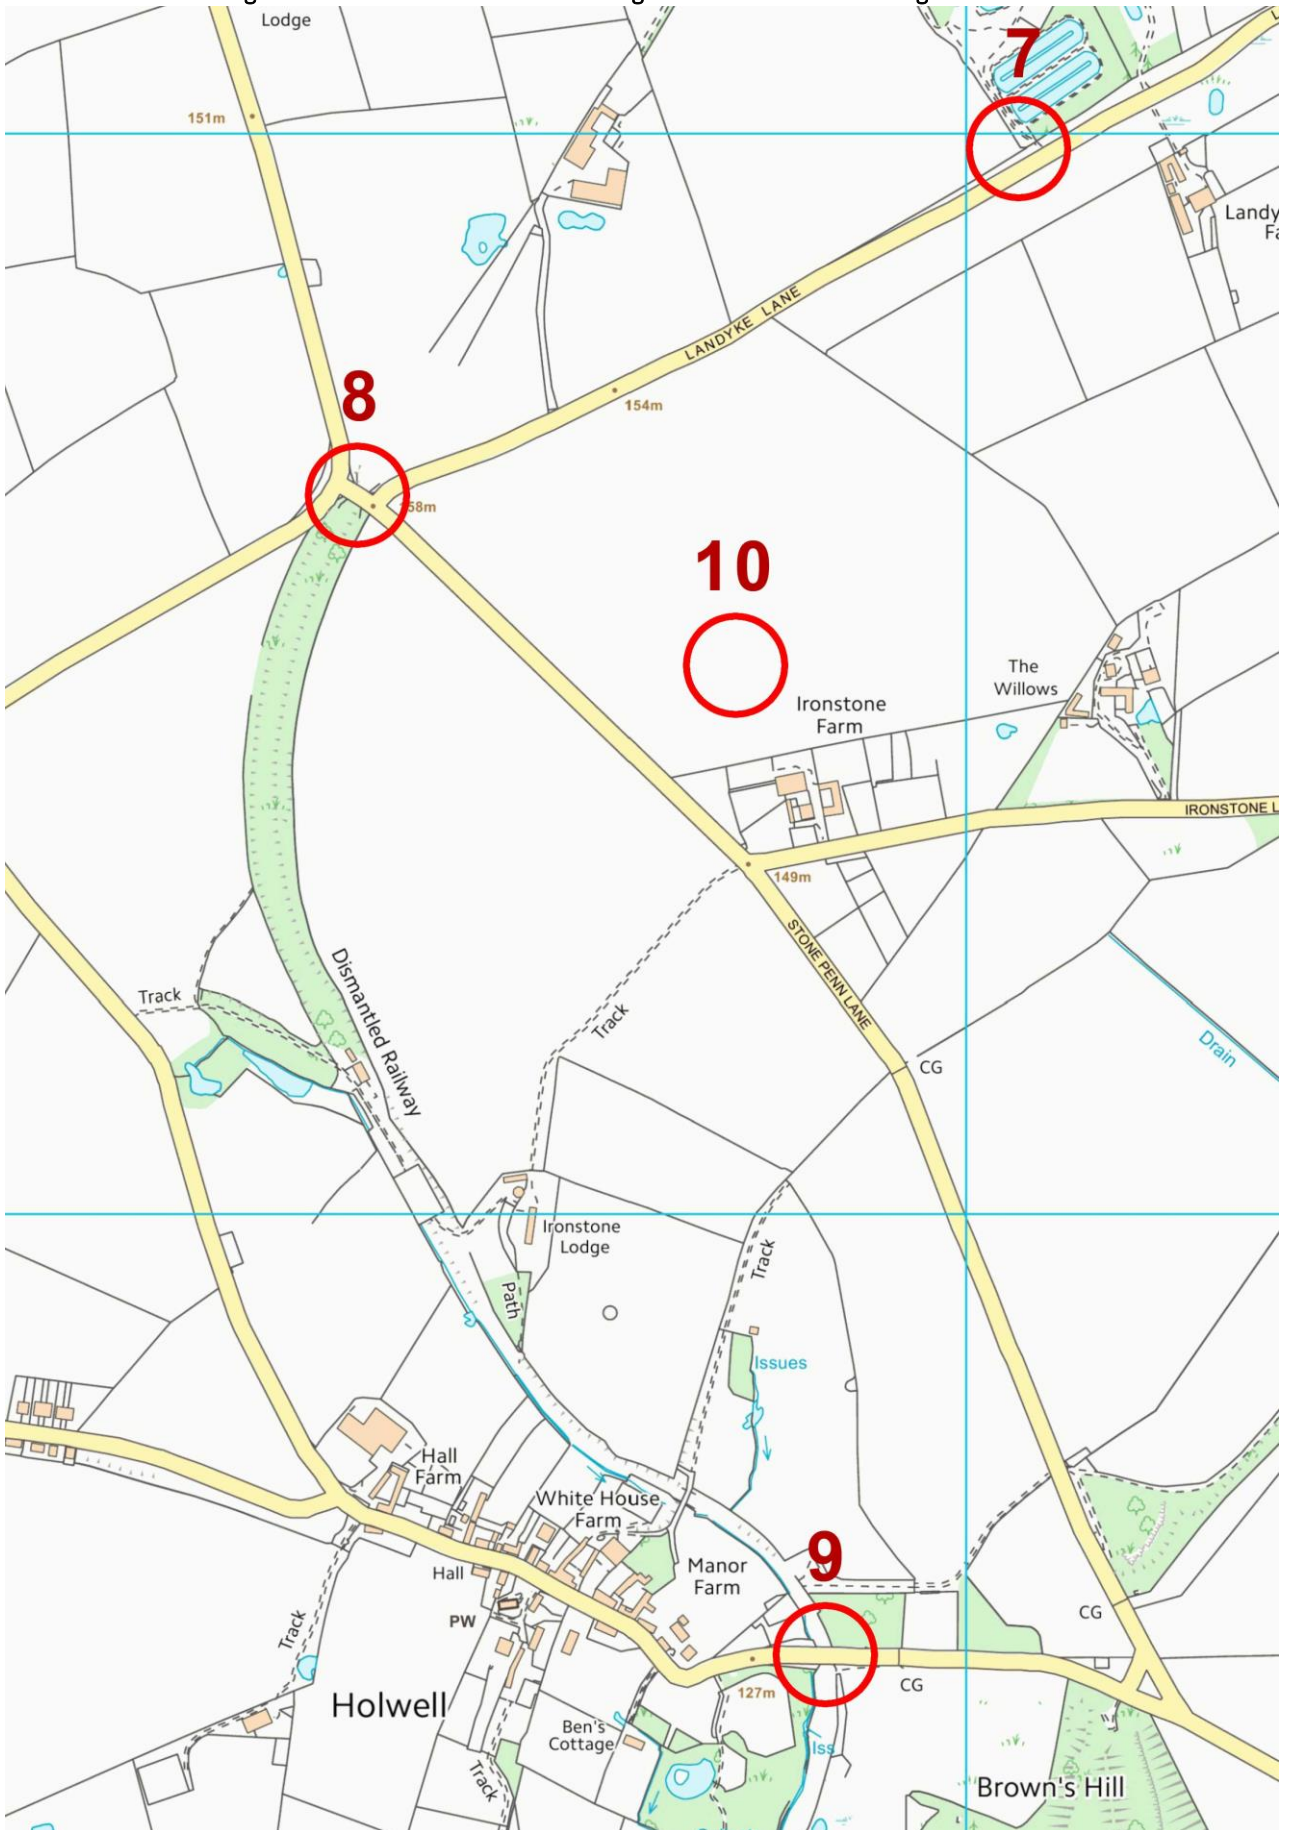 Lodge
7
151m
Landy
Fa
LANDYKE LANE
8
154m
58m
10
The
Willows
Ironstone
Farm
IRONSTONE L
149m
STONE PENN LANE
Dismantled Railway
Track
Track
Drain
CG
Ironstone
Lodge
Track
Path
Issues
Hall
Farm
White House
Farm
9
Manor
Farm
Hall
CG
PW
Track
CG
127m
Holwell
Ben's
Cottage
Iss
Track
Brown's Hill